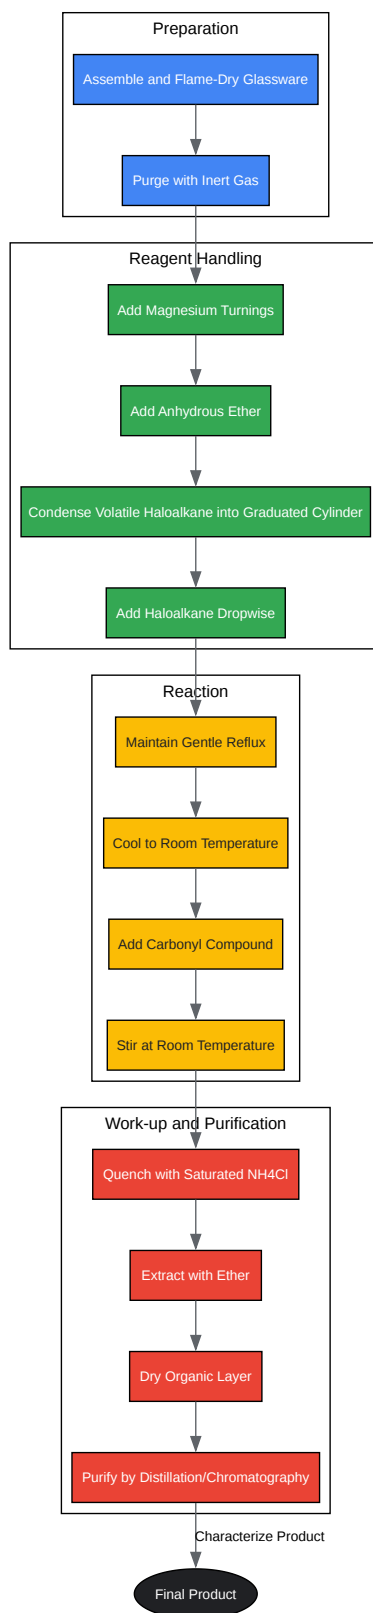 Preparation
Assemble and Flame-Dry Glassware
Purge with Inert Gas
Reagent Handling
Add Magnesium Turnings
Add Anhydrous Ether
Condense Volatile Haloalkane into Graduated Cylinder
Add Haloalkane Dropwise
Reaction
Maintain Gentle Reflux
Cool to Room Temperature
Add Carbonyl Compound
Stir at Room Temperature
Work-up and Purification
Quench with Saturated NH4Cl
Extract with Ether
Dry Organic Layer
Purify by Distillation/Chromatography
Characterize Product
Final Product